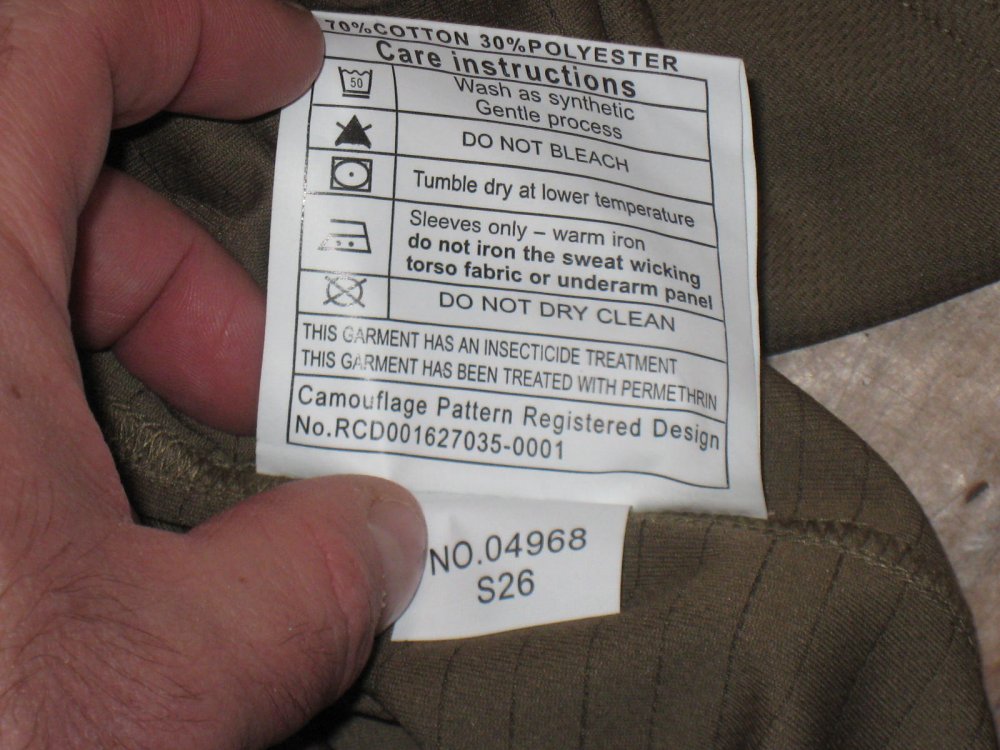 70%COTTON 30%POLYESTER
Care instructions
50
Wash as synthetic
Gentle process
DO NOT BLEACH
Tumble dry at lower temperature
Sleeves only – warm iron
do not iron the sweat wicking
torso fabric or underarm panel
DO NOT DRY CLEAN
THIS GARMENT HAS AN INSECTICIDE TREATMENT
THIS GARMENT HAS BEEN TREATED WITH PERMETHRIN
Camouflage Pattern Registered Design
No.RCD001627035-0001
NO.04968
S26